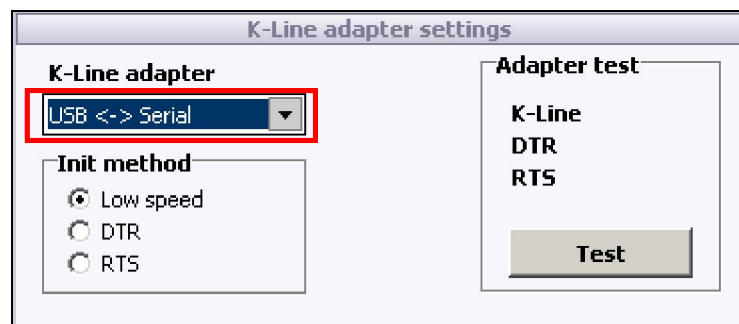 K-Line adapter settings
K-Line adapter
USB <-> Serial
Init method
Low speed
DTR
RTS
Adapter test
K-Line
DTR
RTS
Test